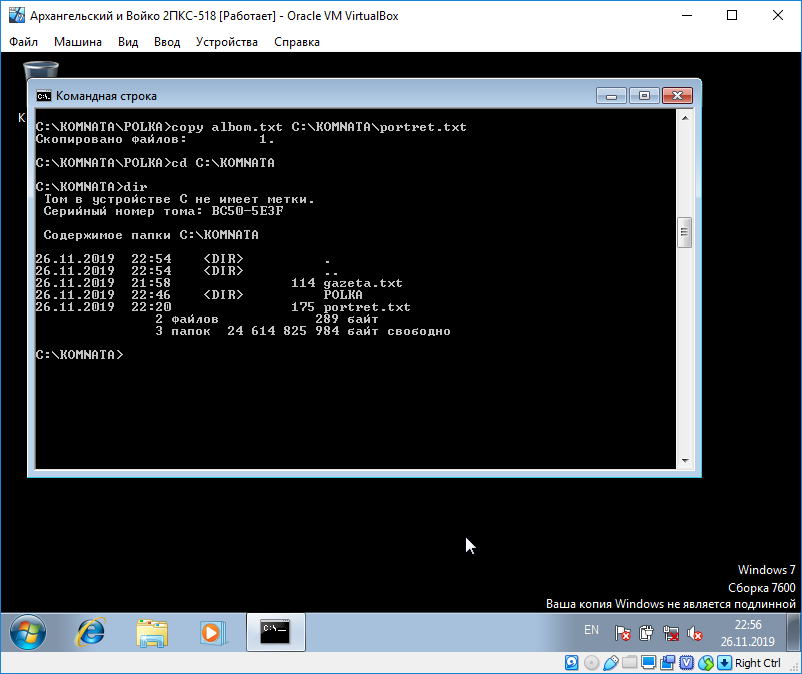 Архангельский и Войко 2ПКС-518 [Работает] - Oracle VM VirtualBox
Файл Машина Вид Ввод Устройства Справка
К
Командная строка
C:\KOMNATA\POLKA>copy albom.txt C:\KOMNATA\portret.txt
Скопировано файлов: 1.
C:\KOMNATA\POLKA>cd C:\KOMNATA
C:\KOMNATA>dir
Том в устройстве C не имеет метки.
Серийный номер тома: BC50-5E3F
Содержимое папки C:\KOMNATA
26.11.2019 22:54 <DIR> .
26.11.2019 22:54 <DIR> ..
26.11.2019 21:58 114 gazeta.txt
26.11.2019 22:46 <DIR> POLKA
26.11.2019 22:20 175 portret.txt
2 файлов 289 байт
3 папок 24 614 825 984 байт свободно
C:\KOMNATA>
Windows 7
Сборка 7600
Ваша копия Windows не является подлинной
EN
22:56
26.11.2019
Right Ctrl